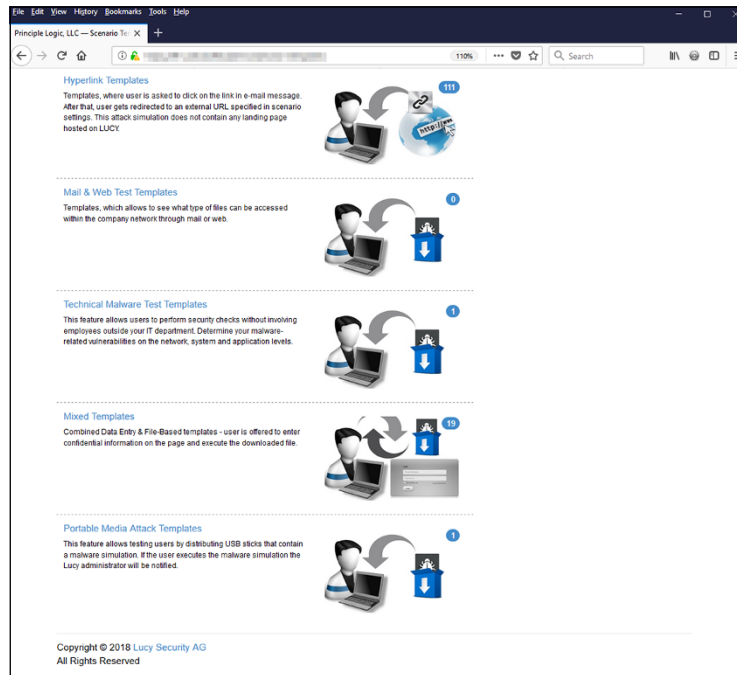 File Edit View History Bookmarks Tools Help
Principle Logic, LLC — Scenario Te
110%
Search
Hyperlink Templates
111
Templates, where user is asked to click on the link in e-mail message.
After that, user gets redirected to an external URL specified in scenario
settings. This attack simulation does not contain any landing page
hosted on LUCY.
http://www
Mail & Web Test Templates
0
Templates, which allows to see what type of files can be accessed
within the company network through mail or web.
Technical Malware Test Templates
1
This feature allows users to perform security checks without involving
employees outside your IT department. Determine your malware-
related vulnerabilities on the network, system and application levels.
Mixed Templates
19
Combined Data Entry & File-Based templates - user is offered to enter
confidential information on the page and execute the downloaded file.
Portable Media Attack Templates
1
This feature allows testing users by distributing USB sticks that contain
a malware simulation. If the user executes the malware simulation the
Lucy administrator will be notified.
Copyright © 2018 Lucy Security AG
All Rights Reserved